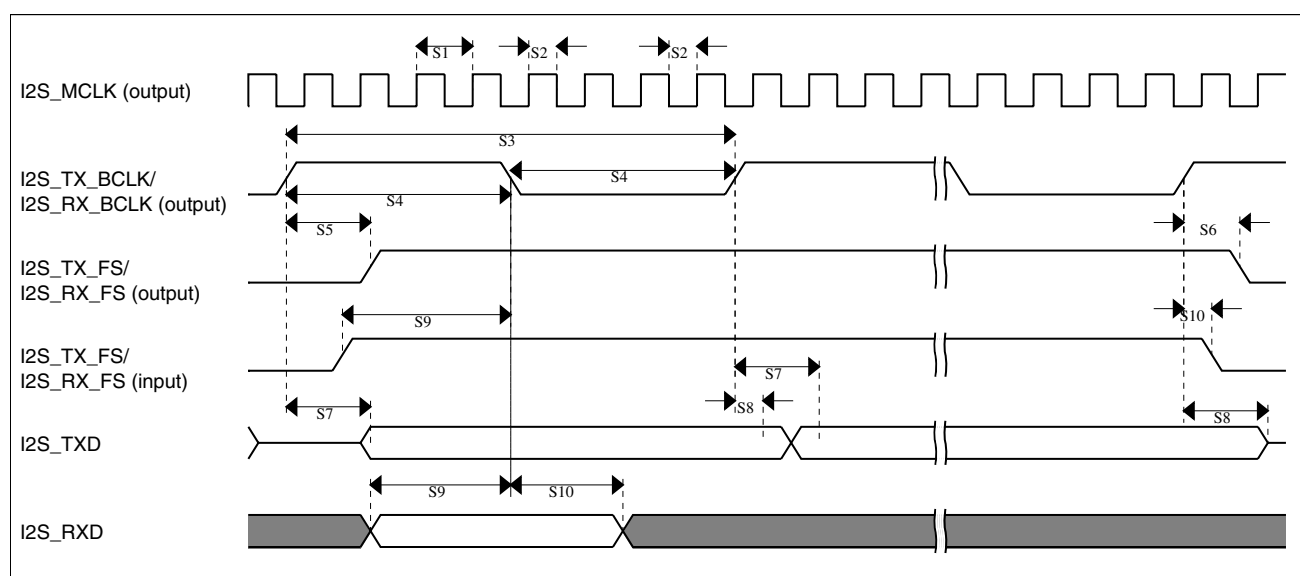 S1
S2
S2
I2S_MCLK (output)
S3
I2S_TX_BCLK/
I2S_RX_BCLK (output)
S4
S4
S5
S6
I2S_TX_FS/
I2S_RX_FS (output)
S9
S10
I2S_TX_FS/
I2S_RX_FS (input)
S7
S8
S7
S8
I2S_TXD
S9
S10
I2S_RXD